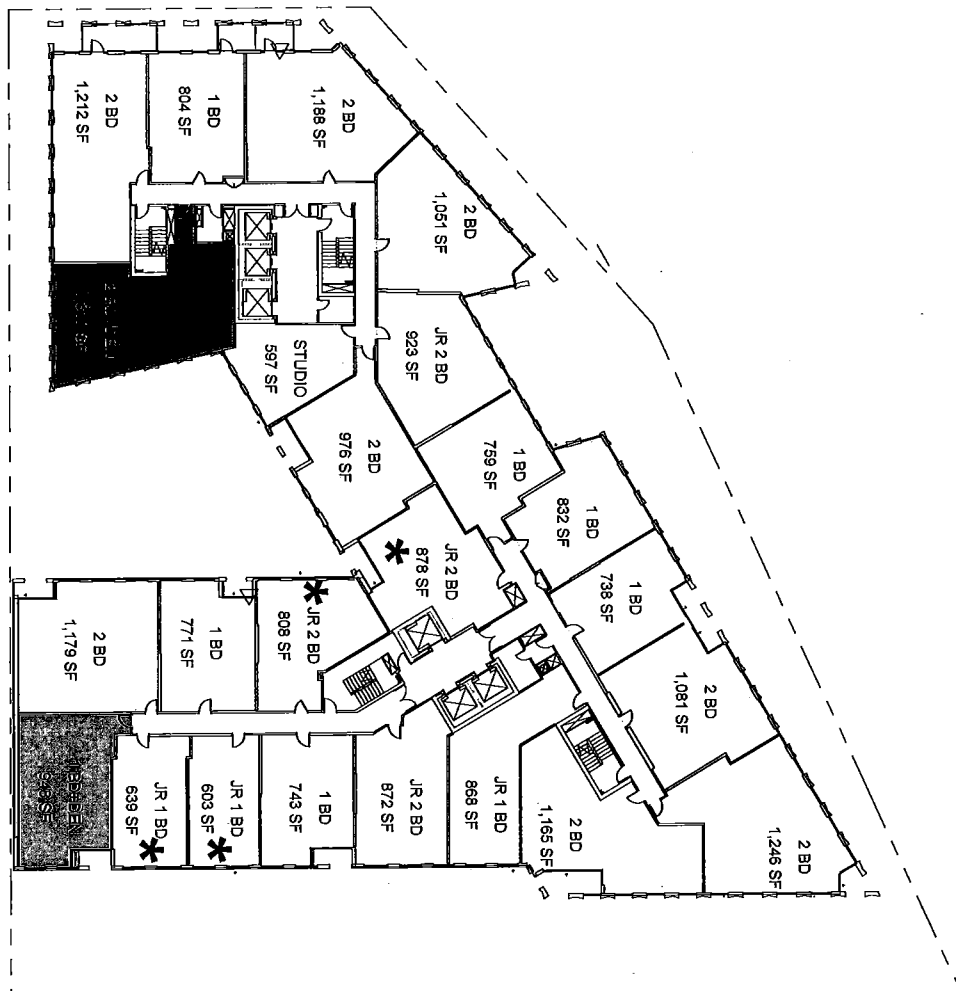 2 BD
1,212 SF
1 BD
804 SF
2 BD
1,188 SF
2 BD
1,051 SF
JR 2 BD
923 SF
STUDIO
597 SF
2 BD
976 SF
1 BD
759 SF
1 BD
832 SF
JR 2 BD
878 SF
1 BD
738 SF
2 BD
1,179 SF
1 BD
771 SF
JR 2 BD
808 SF
2 BD
1,081 SF
1 BD+DEN
JR 1 BD
639 SF
JR 1 BD
603 SF
1 BD
743 SF
JR 2 BD
872 SF
JR 1 BD
868 SF
2 BD
1,165 SF
2 BD
1,246 SF